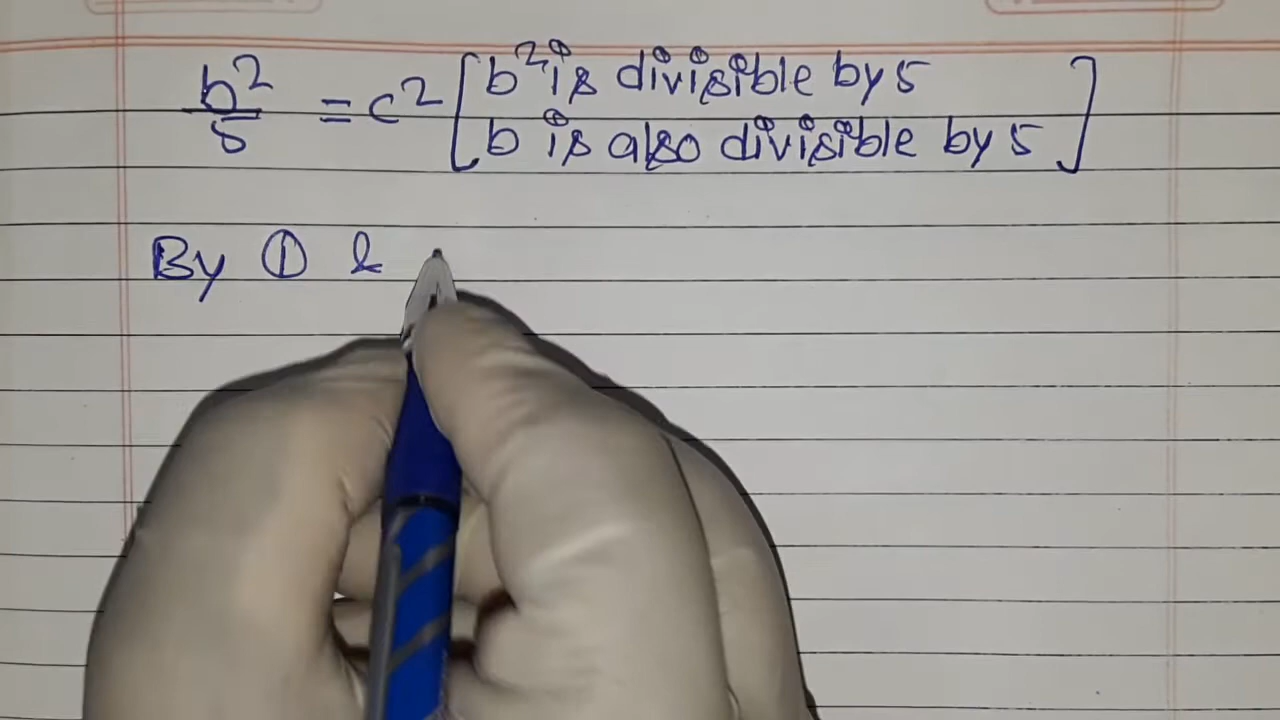 b²/5 = c² [b² is divisible by 5
b is also divisible by 5]
By ① &